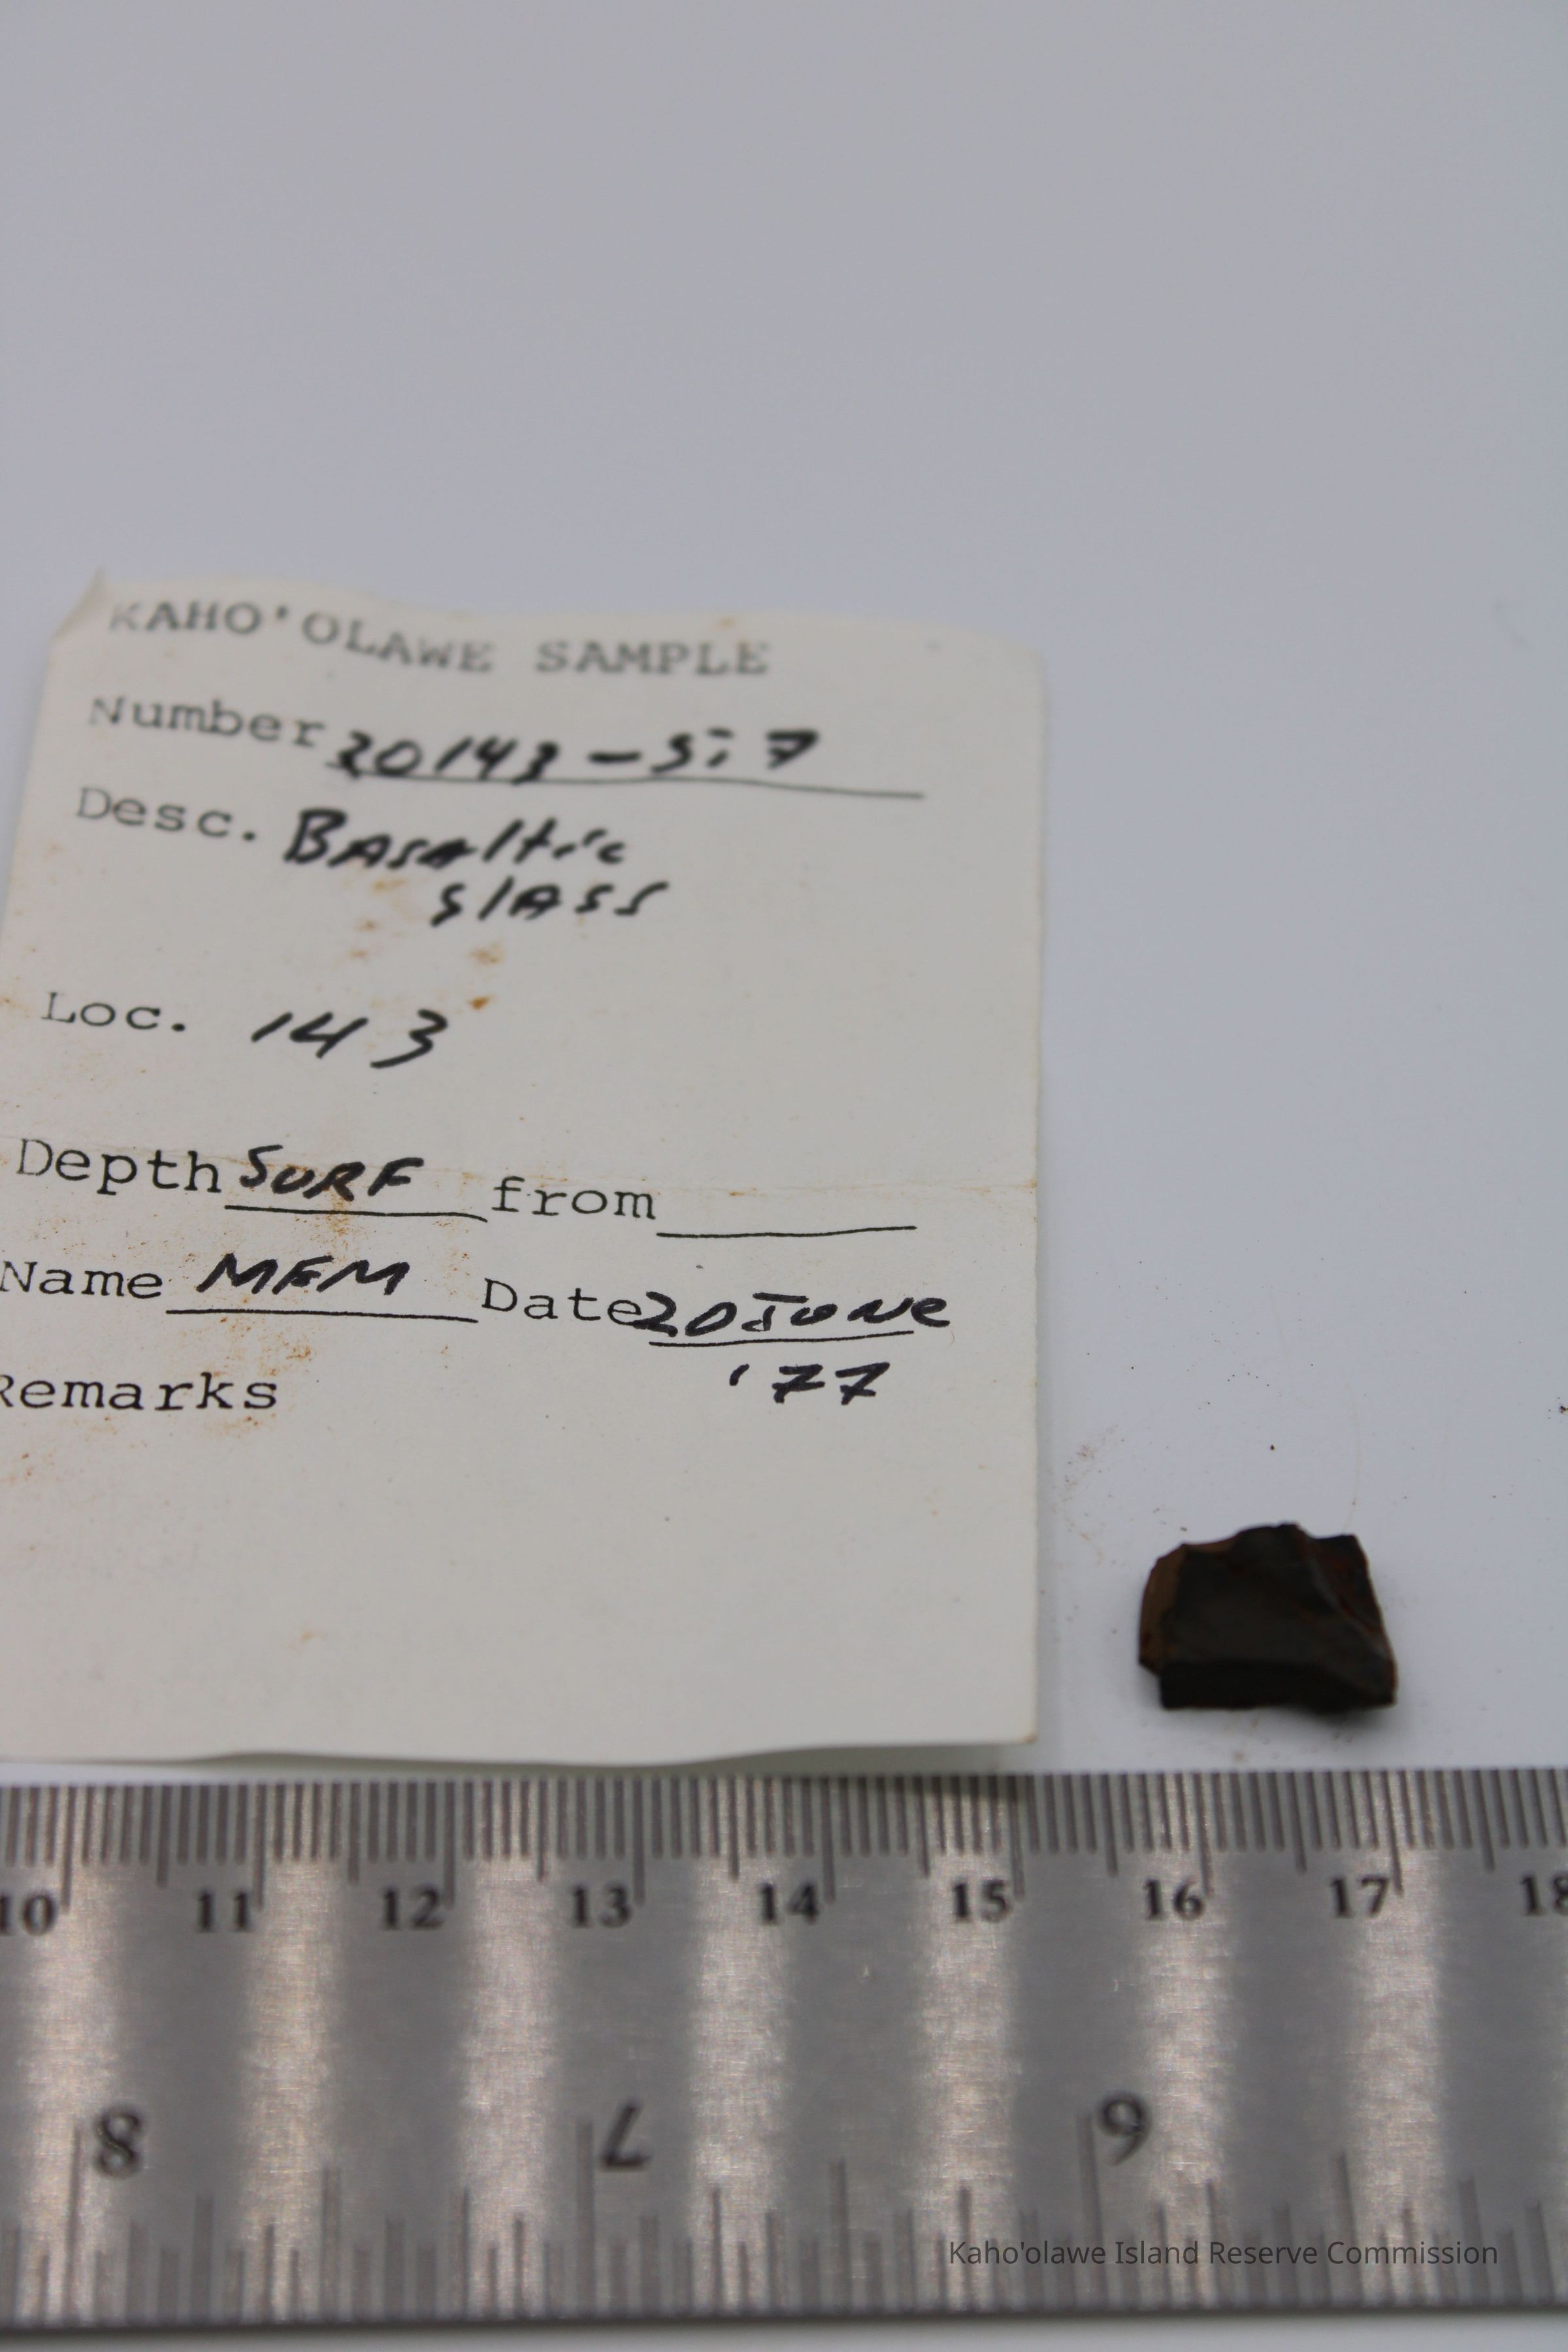 KAHO'OLAWE SAMPLE
Number 20143-Si7
Desc. Basaltic
glass
Loc. 143
Depth SURF from
Name MFM Date 20 June
'77
Remarks
10 11 12 13 14 15 16 17 18
8 7 6
Kaho'olawe Island Reserve Commission